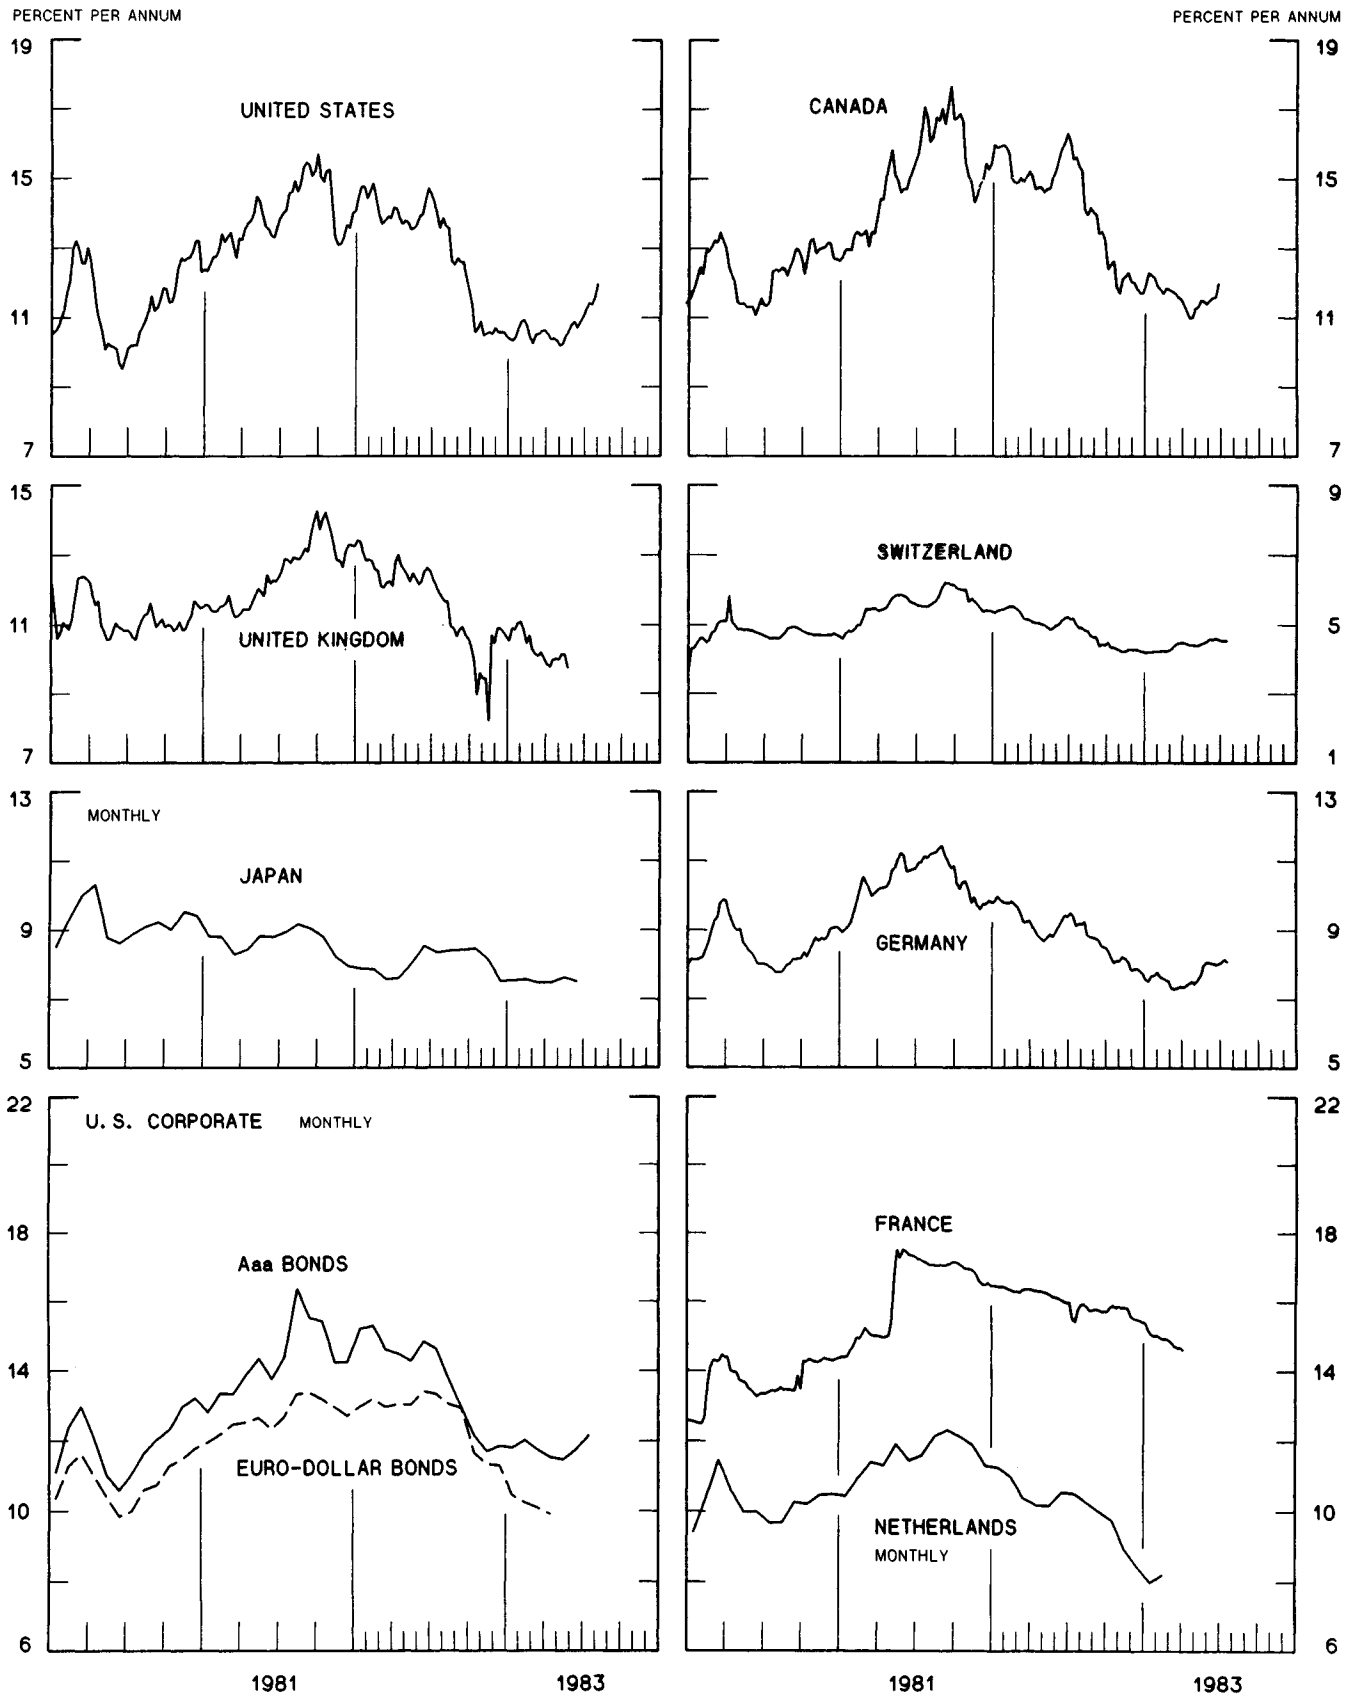 PERCENT PER ANNUM
PERCENT PER ANNUM
19
UNITED STATES
15
11
7
CANADA
19
15
11
7
15
11
UNITED KINGDOM
7
SWITZERLAND
9
5
1
13
MONTHLY
JAPAN
9
5
13
9
GERMANY
5
22
U.S. CORPORATE MONTHLY
18
Aaa BONDS
14
EURO-DOLLAR BONDS
10
6
1981 1983
22
FRANCE
18
14
10
NETHERLANDS
MONTHLY
6
1981 1983